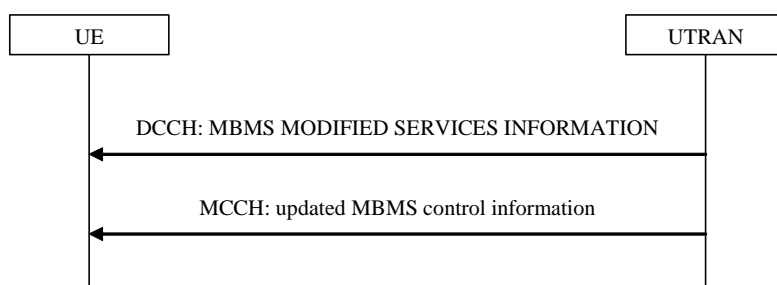 UE
UTRAN
DCCH: MBMS MODIFIED SERVICES INFORMATION
MCCH: updated MBMS control information